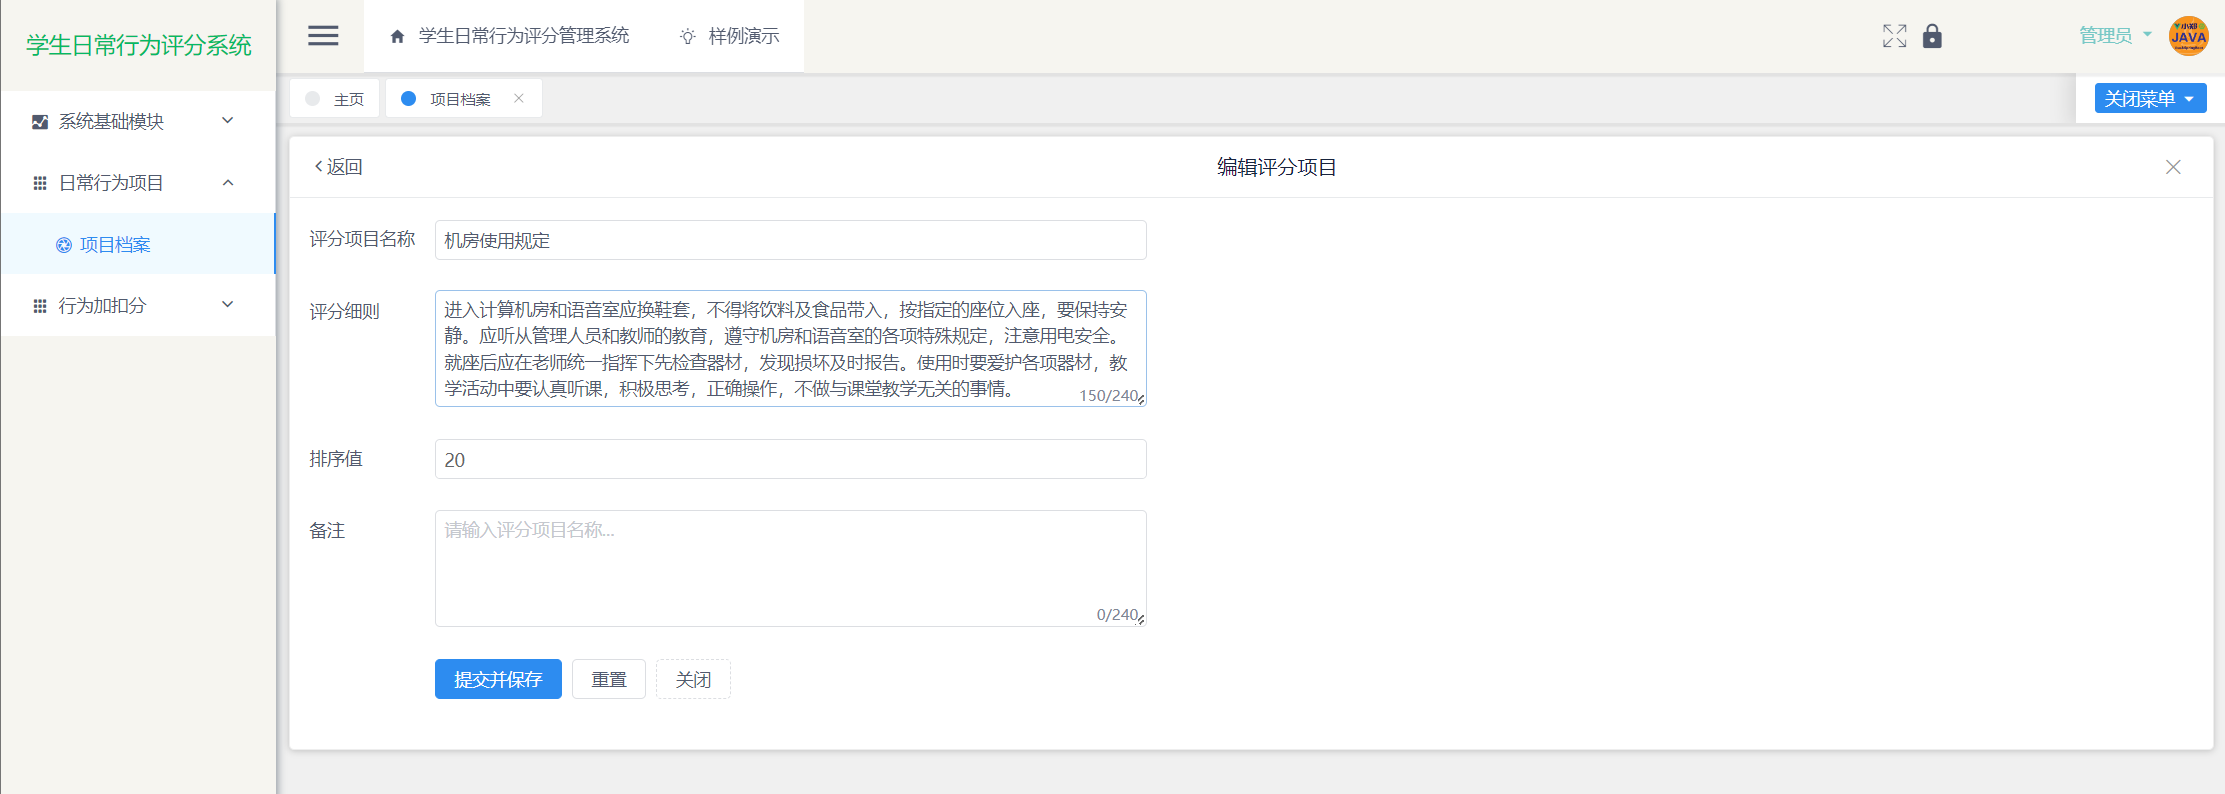 学生日常行为评分系统
学生日常行为评分管理系统
样例演示
管理员
小郑
JAVA
主页
项目档案
关闭菜单
系统基础模块
日常行为项目
项目档案
行为加扣分
返回
编辑评分项目
评分项目名称
机房使用规定
评分细则
进入计算机房和语音室应换鞋套，不得将饮料及食品带入，按指定的座位入座，要保持安
静。应听从管理人员和教师的教育，遵守机房和语音室的各项特殊规定，注意用电安全。
就座后应在老师统一指挥下先检查器材，发现损坏及时报告。使用时要爱护各项器材，教
学活动中要认真听课，积极思考，正确操作，不做与课堂教学无关的事情。
150/240
排序值
20
备注
请输入评分项目名称...
0/240
提交并保存
重置
关闭